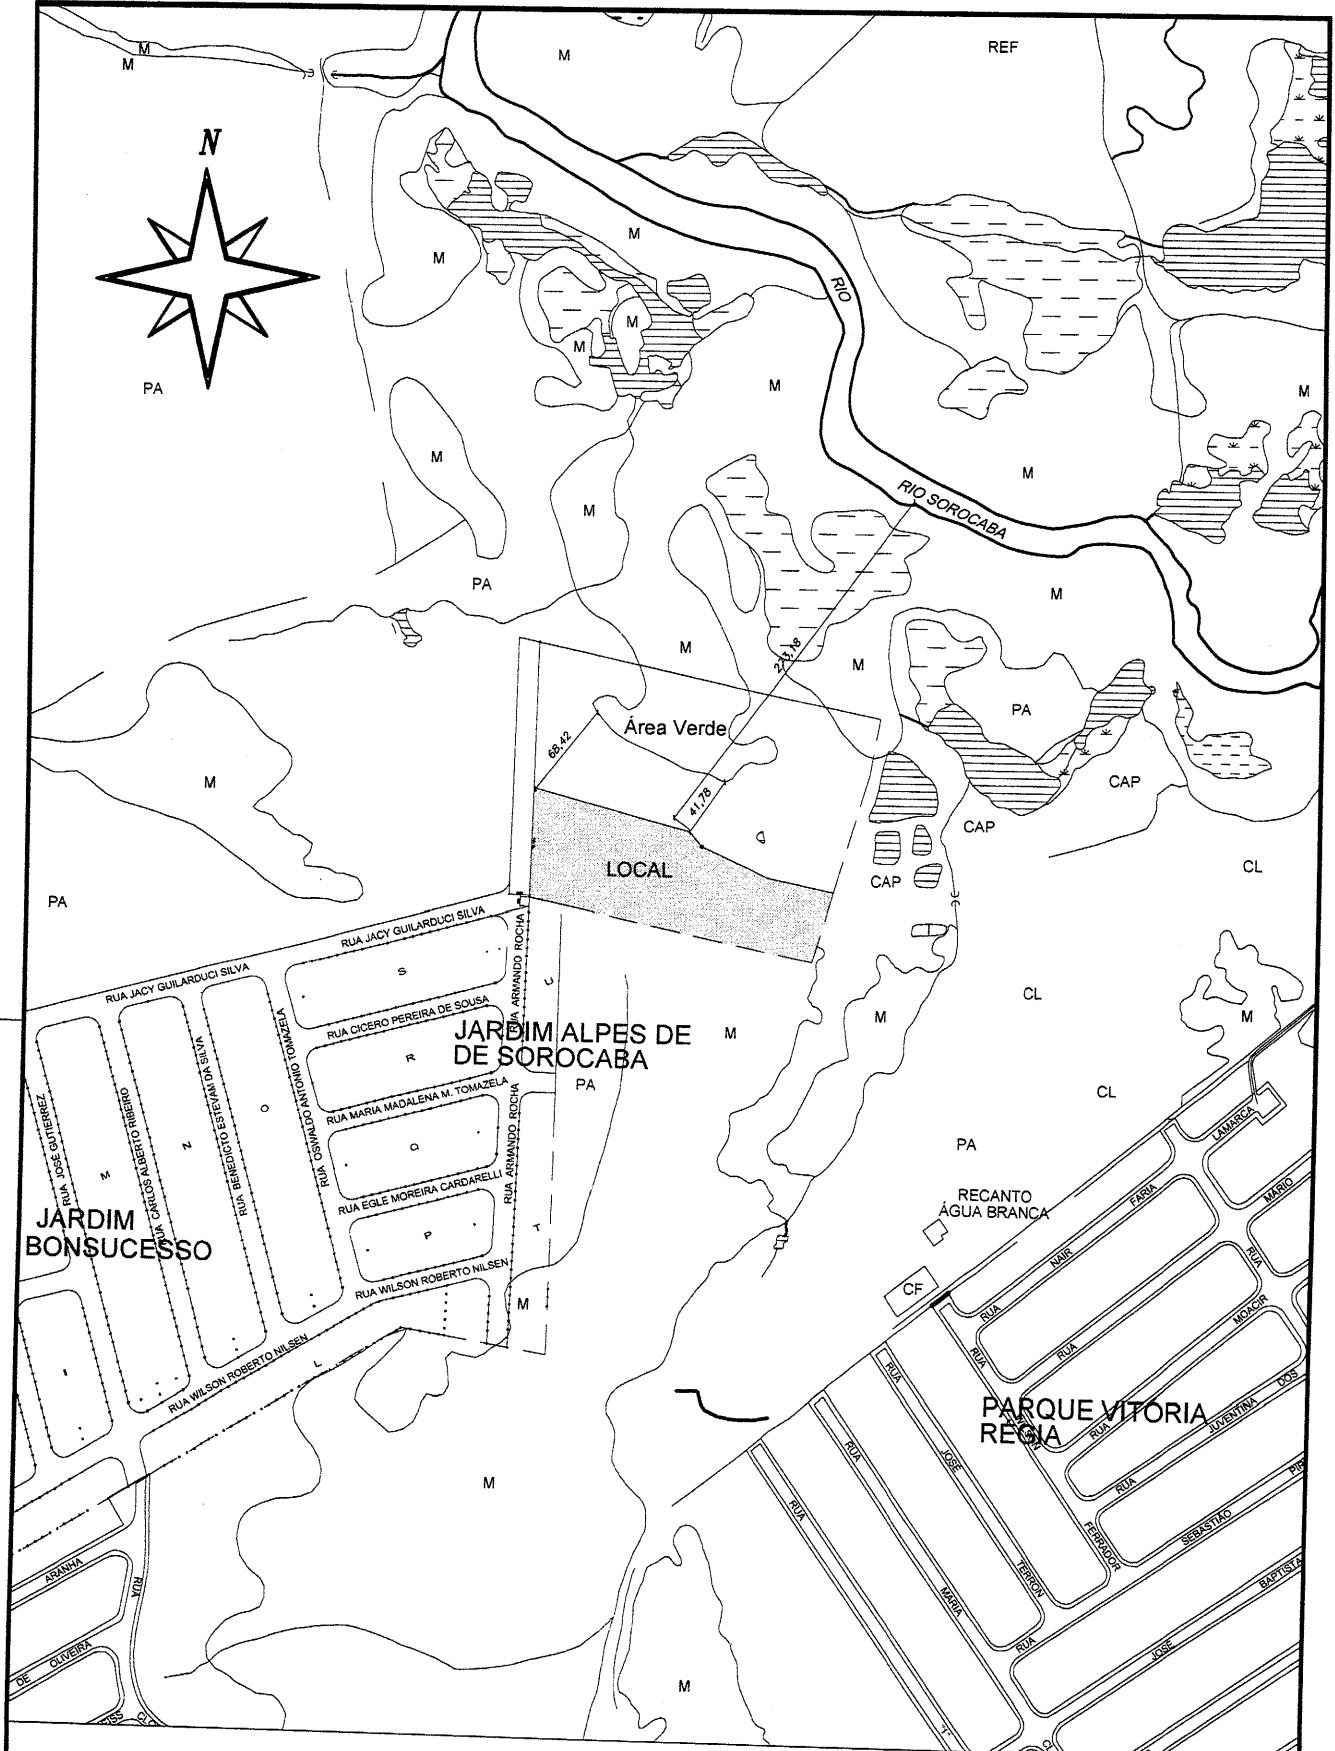 M
M
M
REF
N
M
M
RIO
M
M
PA
M
M
M
M
M
RIO SOROCABA
M
PA
M
M
M
273,18
PA
Área Verde
68,42
M
CAP
41,78
CAP
LOCAL
CL
CAP
PA
RUA JACY GUILARDUCI SILVA
RUA JACY GUILARDUCI SILVA
S
U
RUA ARMANDO ROCHA
CL
RUA CICERO PEREIRA DE SOUSA
M
M
JARDIM ALPES DE
DE SOROCABA
M
R
PA
CL
RUA OSWALDO ANTONIO TOMAZELA
RUA MARIA MADALENA M. TOMAZELA
RUA JOSÉ GUTIERREZ
RUA CARLOS ALBERTO RIBEIRO
RUA BENEDICTO ESTEVAM DA SILVA
O
N
M
Q
RUA ARMANDO ROCHA
LAMARCA
PA
RUA EGLE MOREIRA CARDARELLI
RECANTO
ÁGUA BRANCA
FARIA
MARIO
JARDIM
BONSUCESSO
P
T
NAIR
RUA
RUA
RUA WILSON ROBERTO NILSEN
CF
M
RUA
MOACIR
RUA WILSON ROBERTO NILSEN
L
I
RUA
RUA
DOS
PARQUE VITÓRIA
RÉGIA
JUVENTINA
RUA
RUA
JOSÉ
M
RUA
RUA
PIR
SEBASTIÃO
FERRADOR
ARANHA
RUA
TERRON
MARIA
BAPTISTA
RUA
JOSÉ
DE OLIVEIRA
M